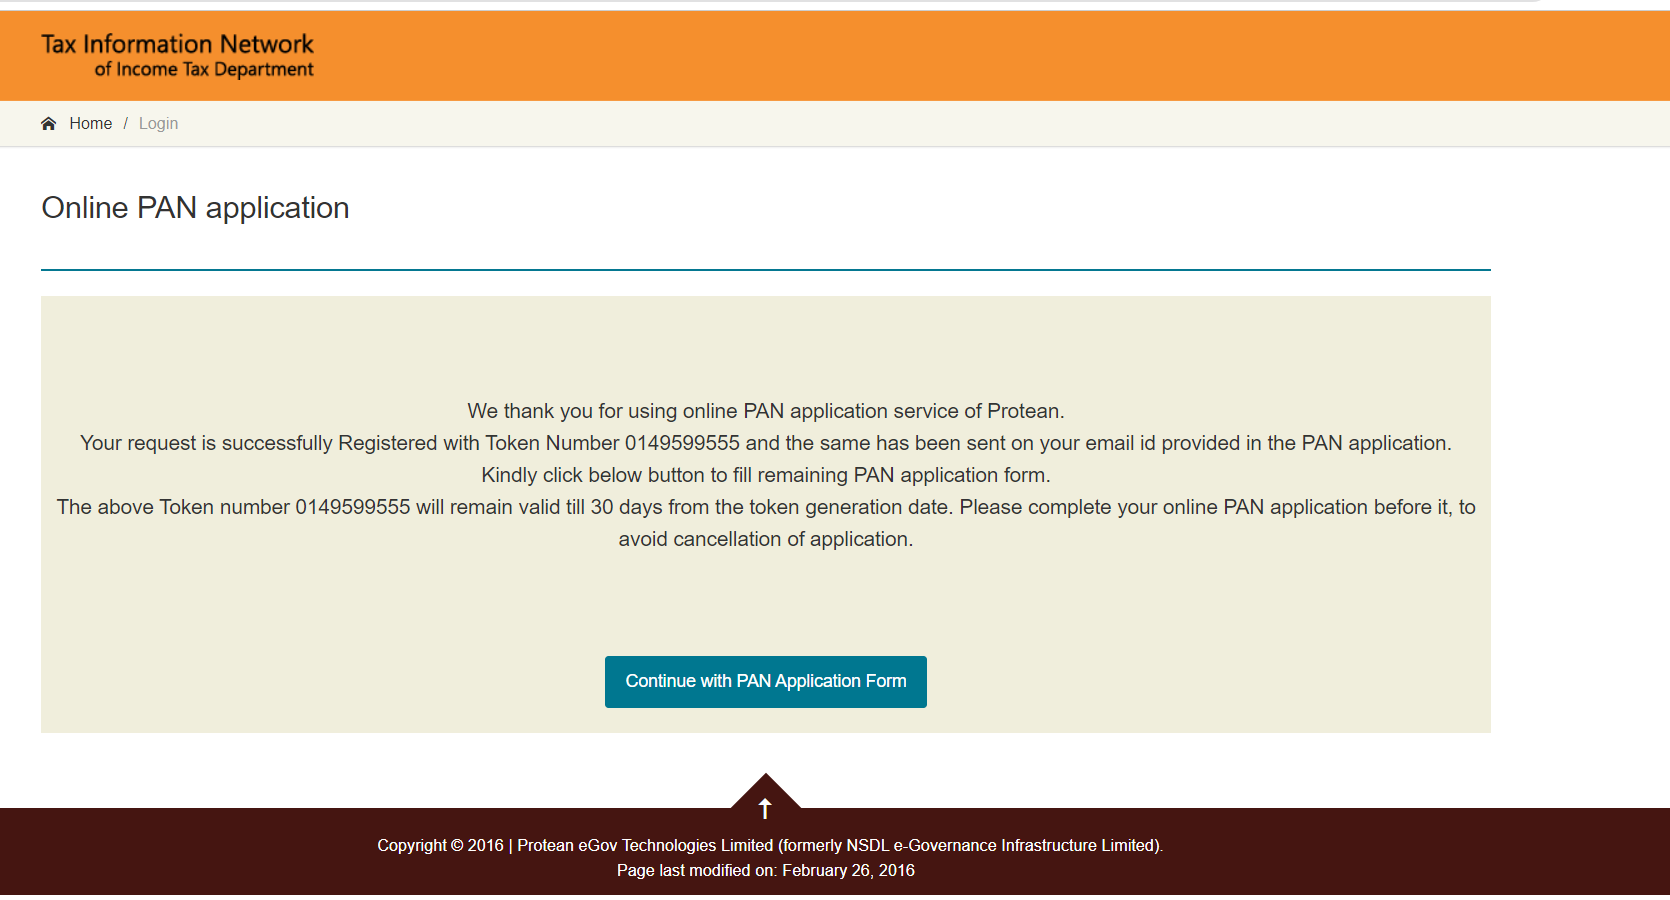 Tax Information Network
of Income Tax Department
Home / Login
Online PAN application
We thank you for using online PAN application service of Protean.
Your request is successfully Registered with Token Number 0149599555 and the same has been sent on your email id provided in the PAN application.
Kindly click below button to fill remaining PAN application form.
The above Token number 0149599555 will remain valid till 30 days from the token generation date. Please complete your online PAN application before it, to
avoid cancellation of application.
Continue with PAN Application Form
Copyright © 2016 | Protean eGov Technologies Limited (formerly NSDL e-Governance Infrastructure Limited).
Page last modified on: February 26, 2016